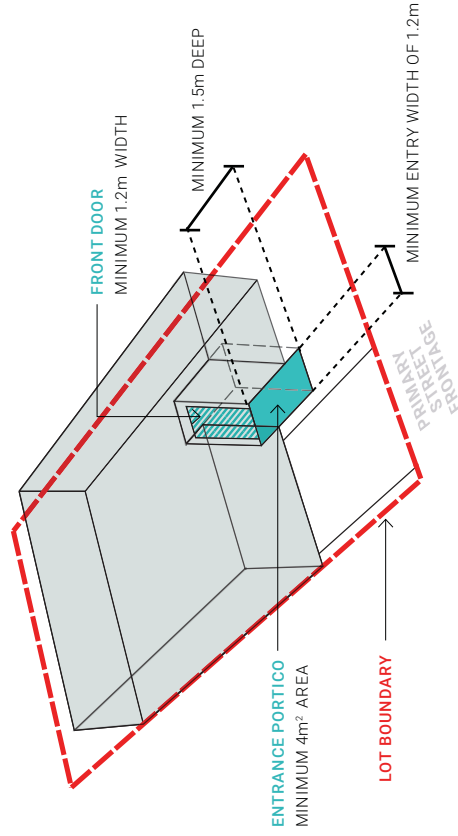 FRONT DOOR
MINIMUM 1.2m WIDTH
MINIMUM 1.5m DEEP
MINIMUM ENTRY WIDTH OF 1.2m
PRIMARY
STREET
FRONTAGE
ENTRANCE PORTICO
MINIMUM 4m² AREA
LOT BOUNDARY